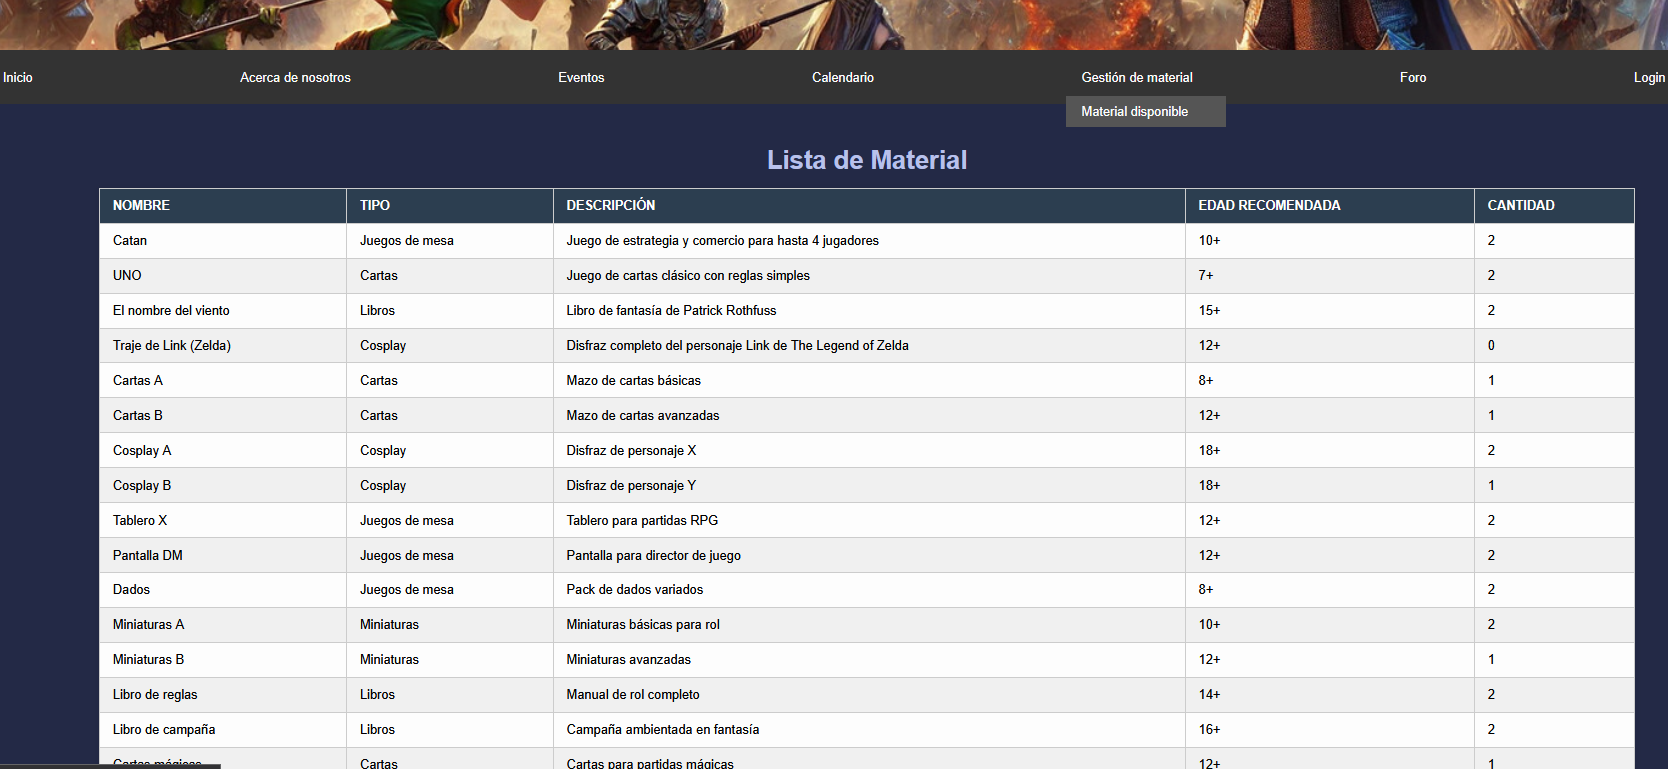 Inicio Acerca de nosotros Eventos Calendario Gestión de material Foro Login
Material disponible
Lista de Material
NOMBRE TIPO DESCRIPCIÓN EDAD RECOMENDADA CANTIDAD
Catan Juegos de mesa Juego de estrategia y comercio para hasta 4 jugadores 10+ 2
UNO Cartas Juego de cartas clásico con reglas simples 7+ 2
El nombre del viento Libros Libro de fantasía de Patrick Rothfuss 15+ 2
Traje de Link (Zelda) Cosplay Disfraz completo del personaje Link de The Legend of Zelda 12+ 0
Cartas A Cartas Mazo de cartas básicas 8+ 1
Cartas B Cartas Mazo de cartas avanzadas 12+ 1
Cosplay A Cosplay Disfraz de personaje X 18+ 2
Cosplay B Cosplay Disfraz de personaje Y 18+ 1
Tablero X Juegos de mesa Tablero para partidas RPG 12+ 2
Pantalla DM Juegos de mesa Pantalla para director de juego 12+ 2
Dados Juegos de mesa Pack de dados variados 8+ 2
Miniaturas A Miniaturas Miniaturas básicas para rol 10+ 2
Miniaturas B Miniaturas Miniaturas avanzadas 12+ 1
Libro de reglas Libros Manual de rol completo 14+ 2
Libro de campaña Libros Campaña ambientada en fantasía 16+ 2
Cartas mágicas Cartas Cartas para partidas mágicas 12+ 1